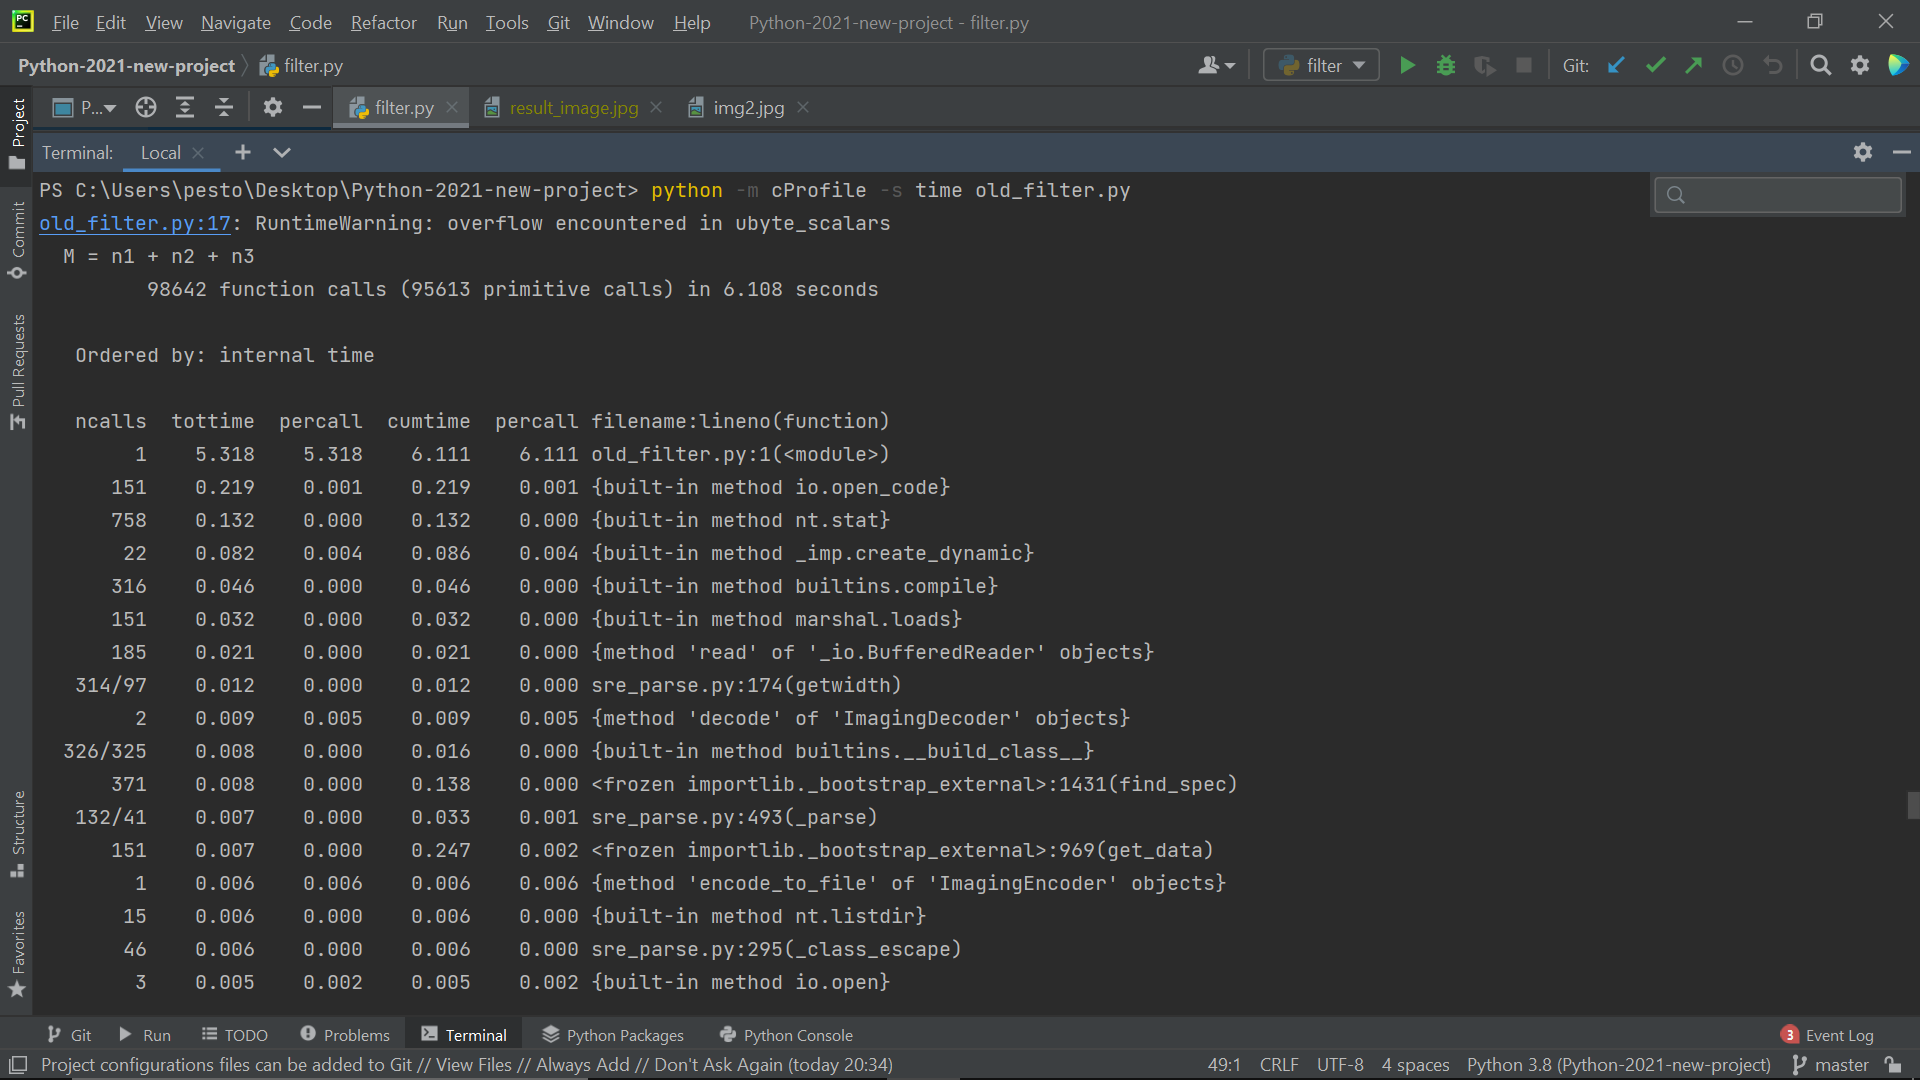 PC File Edit View Navigate Code Refactor Run Tools Git Window Help Python-2021-new-project - filter.py
Python-2021-new-project filter.py filter Git:
P... filter.py result_image.jpg img2.jpg
Terminal: Local
PS C:\Users\pesto\Desktop\Python-2021-new-project> python -m cProfile -s time old_filter.py
old_filter.py:17: RuntimeWarning: overflow encountered in ubyte_scalars
M = n1 + n2 + n3
98642 function calls (95613 primitive calls) in 6.108 seconds
Ordered by: internal time
ncalls tottime percall cumtime percall filename:lineno(function)
1 5.318 5.318 6.111 6.111 old_filter.py:1(<module>)
151 0.219 0.001 0.219 0.001 {built-in method io.open_code}
758 0.132 0.000 0.132 0.000 {built-in method nt.stat}
22 0.082 0.004 0.086 0.004 {built-in method _imp.create_dynamic}
316 0.046 0.000 0.046 0.000 {built-in method builtins.compile}
151 0.032 0.000 0.032 0.000 {built-in method marshal.loads}
185 0.021 0.000 0.021 0.000 {method 'read' of '_io.BufferedReader' objects}
314/97 0.012 0.000 0.012 0.000 sre_parse.py:174(getwidth)
2 0.009 0.005 0.009 0.005 {method 'decode' of 'ImagingDecoder' objects}
326/325 0.008 0.000 0.016 0.000 {built-in method builtins.__build_class__}
371 0.008 0.000 0.138 0.000 <frozen importlib._bootstrap_external>:1431(find_spec)
132/41 0.007 0.000 0.033 0.001 sre_parse.py:493(_parse)
151 0.007 0.000 0.247 0.002 <frozen importlib._bootstrap_external>:969(get_data)
1 0.006 0.006 0.006 0.006 {method 'encode_to_file' of 'ImagingEncoder' objects}
15 0.006 0.000 0.006 0.000 {built-in method nt.listdir}
46 0.006 0.000 0.006 0.000 sre_parse.py:295(_class_escape)
3 0.005 0.002 0.005 0.002 {built-in method io.open}
Project
Commit
Pull Requests
Structure
Favorites
Git Run TODO Problems Terminal Python Packages Python Console 3 Event Log
Project configurations files can be added to Git // View Files // Always Add // Don't Ask Again (today 20:34) 49:1 CRLF UTF-8 4 spaces Python 3.8 (Python-2021-new-project) master